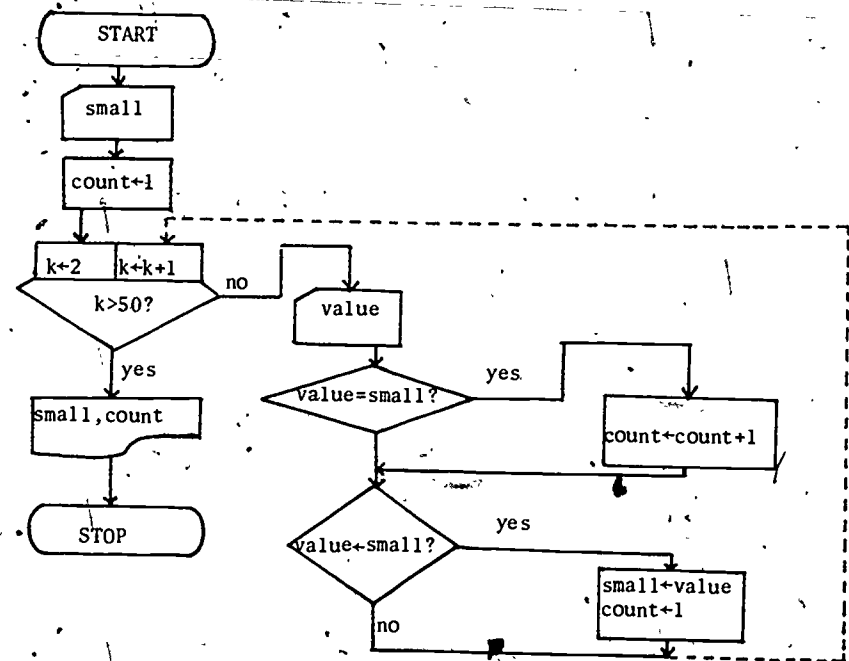 START
small
count←1
k←2
k←k+1
k>50?
no
value
yes
small,count
STOP
value=small?
yes
count←count+1
value←small?
yes
small←value
count←1
no